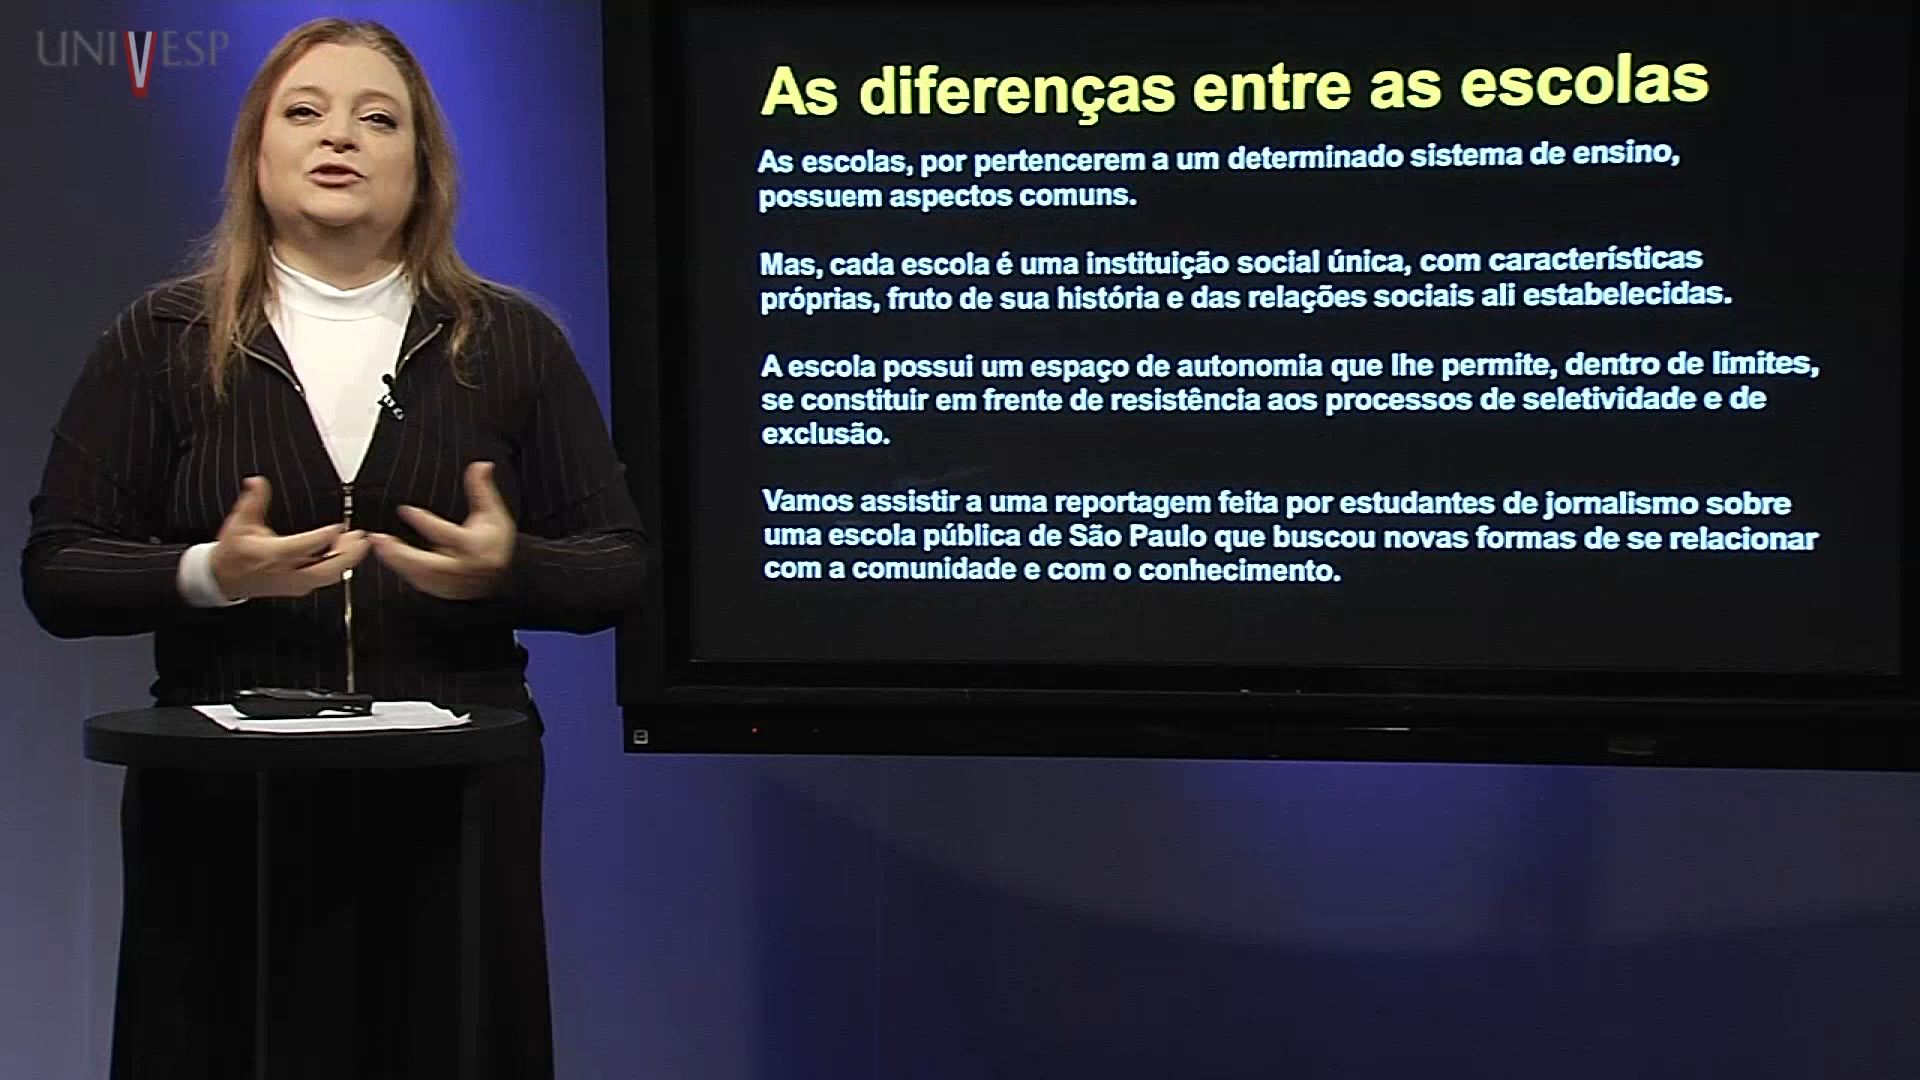 UNIVESP
As diferenças entre as escolas
As escolas, por pertencerem a um determinado sistema de ensino,
possuem aspectos comuns.
Mas, cada escola é uma instituição social única, com características
próprias, fruto de sua história e das relações sociais ali estabelecidas.
A escola possui um espaço de autonomia que lhe permite, dentro de limites,
se constituir em frente de resistência aos processos de seletividade e de
exclusão.
Vamos assistir a uma reportagem feita por estudantes de jornalismo sobre
uma escola pública de São Paulo que buscou novas formas de se relacionar
com a comunidade e com o conhecimento.